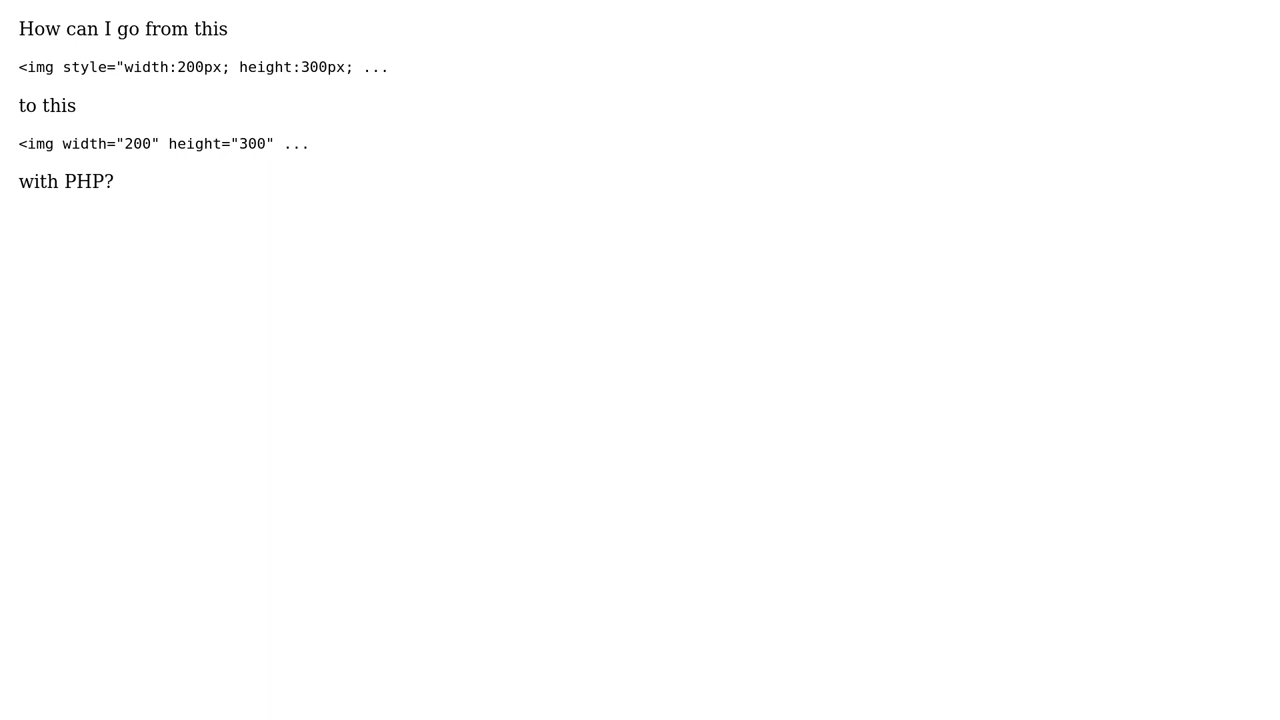 How can I go from this
<img style="width:200px; height:300px; ...
to this
<img width="200" height="300" ...
with PHP?